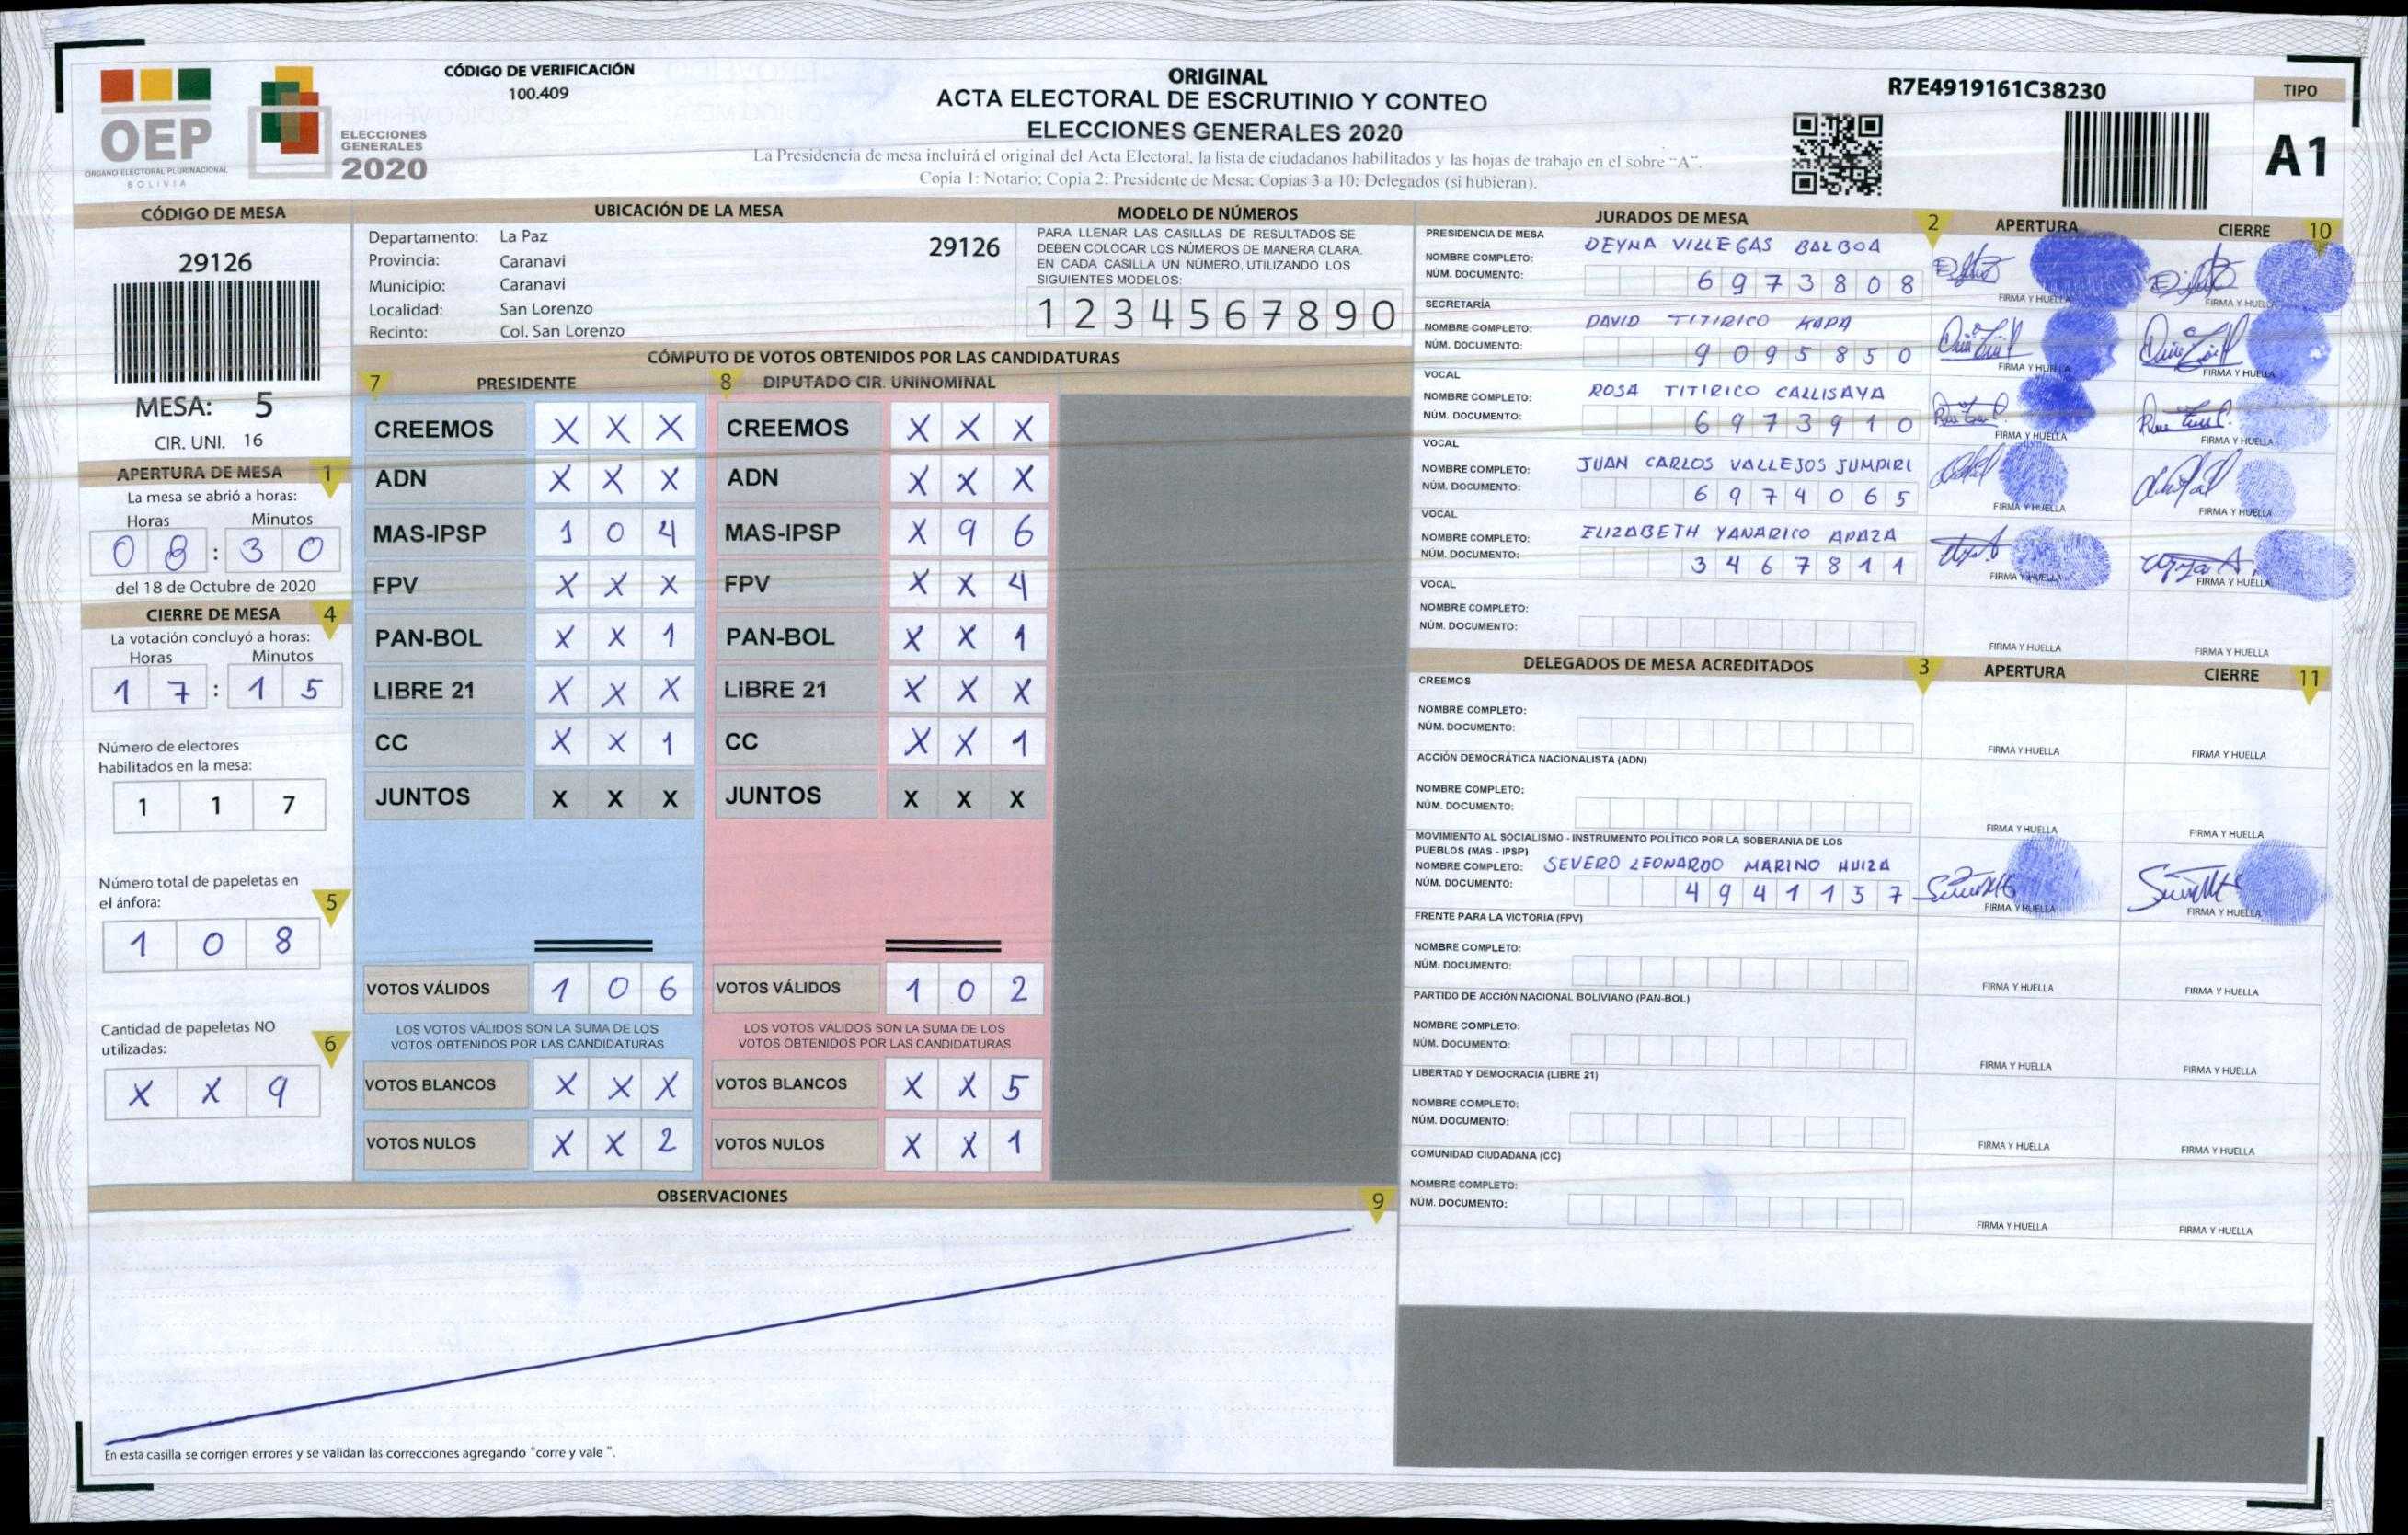 CÓDIGO DE VERIFICACIÓN
100.409
OEP
ÓRGANO ELECTORAL PLURINACIONAL
BOLIVIA
ELECCIONES
GENERALES
2020
ORIGINAL
ACTA ELECTORAL DE ESCRUTINIO Y CONTEO
ELECCIONES GENERALES 2020
La Presidencia de mesa incluirá el original del Acta Electoral, la lista de ciudadanos habilitados y las hojas de trabajo en el sobre "A".
Copia 1: Notario; Copia 2: Presidente de Mesa; Copias 3 a 10: Delegados (si hubieran).
R7E4919161C38230
TIPO
A1
CÓDIGO DE MESA
29126
MESA: 5
CIR. UNI. 16
APERTURA DE MESA 1
La mesa se abrió a horas:
Horas Minutos
0 8 : 3 0
del 18 de Octubre de 2020
CIERRE DE MESA 4
La votación concluyó a horas:
Horas Minutos
1 7 : 1 5
Número de electores
habilitados en la mesa:
1 1 7
Número total de papeletas en
el ánfora: 5
1 0 8
Cantidad de papeletas NO
utilizadas: 6
X X 9
UBICACIÓN DE LA MESA
Departamento: La Paz
29126
Provincia: Caranavi
Municipio: Caranavi
Localidad: San Lorenzo
Recinto: Col. San Lorenzo
MODELO DE NÚMEROS
PARA LLENAR LAS CASILLAS DE RESULTADOS SE
DEBEN COLOCAR LOS NÚMEROS DE MANERA CLARA.
EN CADA CASILLA UN NÚMERO, UTILIZANDO LOS
SIGUIENTES MODELOS:
1 2 3 4 5 6 7 8 9 0
CÓMPUTO DE VOTOS OBTENIDOS POR LAS CANDIDATURAS
7 PRESIDENTE 8 DIPUTADO CIR. UNINOMINAL
CREEMOS X X X CREEMOS X X X
ADN X X X ADN X X X
MAS-IPSP 1 0 4 MAS-IPSP X 9 6
FPV X X X FPV X X 4
PAN-BOL X X 1 PAN-BOL X X 1
LIBRE 21 X X X LIBRE 21 X X X
CC X X 1 CC X X 1
JUNTOS X X X JUNTOS X X X
VOTOS VÁLIDOS 1 0 6 VOTOS VÁLIDOS 1 0 2
LOS VOTOS VÁLIDOS SON LA SUMA DE LOS LOS VOTOS VÁLIDOS SON LA SUMA DE LOS
VOTOS OBTENIDOS POR LAS CANDIDATURAS VOTOS OBTENIDOS POR LAS CANDIDATURAS
VOTOS BLANCOS X X X VOTOS BLANCOS X X 5
VOTOS NULOS X X 2 VOTOS NULOS X X 1
OBSERVACIONES 9
En esta casilla se corrigen errores y se validan las correcciones agregando "corre y vale ".
JURADOS DE MESA 2 APERTURA CIERRE 10
PRESIDENCIA DE MESA
NOMBRE COMPLETO: DEYNA VILLEGAS BALBOA
NÚM. DOCUMENTO: 6 9 7 3 8 0 8
FIRMA Y HUELLA FIRMA Y HUELLA
SECRETARÍA
NOMBRE COMPLETO: DAVID TITIRICO KAPA
NÚM. DOCUMENTO: 9 0 9 5 8 5 0
FIRMA Y HUELLA FIRMA Y HUELLA
VOCAL
NOMBRE COMPLETO: ROSA TITIRICO CALLISAYA
NÚM. DOCUMENTO: 6 9 7 3 9 1 0
FIRMA Y HUELLA FIRMA Y HUELLA
VOCAL
NOMBRE COMPLETO: JUAN CARLOS VALLEJOS JUMPIRI
NÚM. DOCUMENTO: 6 9 7 4 0 6 5
FIRMA Y HUELLA FIRMA Y HUELLA
VOCAL
NOMBRE COMPLETO: ELIZABETH YANARICO APAZA
NÚM. DOCUMENTO: 3 4 6 7 8 1 1
FIRMA Y HUELLA FIRMA Y HUELLA
VOCAL
NOMBRE COMPLETO:
NÚM. DOCUMENTO:
FIRMA Y HUELLA FIRMA Y HUELLA
DELEGADOS DE MESA ACREDITADOS 3 APERTURA CIERRE 11
CREEMOS
NOMBRE COMPLETO:
NÚM. DOCUMENTO:
FIRMA Y HUELLA FIRMA Y HUELLA
ACCIÓN DEMOCRÁTICA NACIONALISTA (ADN)
NOMBRE COMPLETO:
NÚM. DOCUMENTO:
FIRMA Y HUELLA FIRMA Y HUELLA
MOVIMIENTO AL SOCIALISMO - INSTRUMENTO POLÍTICO POR LA SOBERANIA DE LOS
PUEBLOS (MAS - IPSP)
NOMBRE COMPLETO: SEVERO LEONARDO MARINO HUIZA
NÚM. DOCUMENTO: 4 9 4 1 1 5 7
FIRMA Y HUELLA FIRMA Y HUELLA
FRENTE PARA LA VICTORIA (FPV)
NOMBRE COMPLETO:
NÚM. DOCUMENTO:
FIRMA Y HUELLA FIRMA Y HUELLA
PARTIDO DE ACCIÓN NACIONAL BOLIVIANO (PAN-BOL)
NOMBRE COMPLETO:
NÚM. DOCUMENTO:
FIRMA Y HUELLA FIRMA Y HUELLA
LIBERTAD Y DEMOCRACIA (LIBRE 21)
NOMBRE COMPLETO:
NÚM. DOCUMENTO:
FIRMA Y HUELLA FIRMA Y HUELLA
COMUNIDAD CIUDADANA (CC)
NOMBRE COMPLETO:
NÚM. DOCUMENTO:
FIRMA Y HUELLA FIRMA Y HUELLA